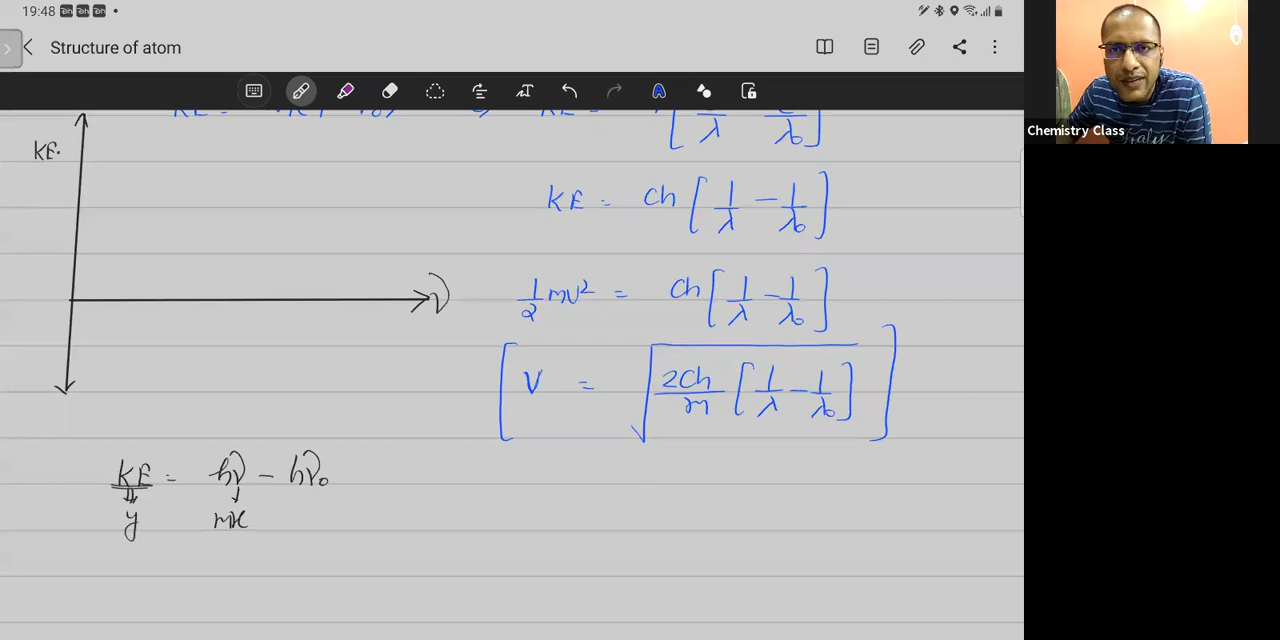 19:48
Structure of atom
Chemistry Class
KE.
ν
KE = Ch [ 1/λ − 1/λ₀ ]
1/2 mv² = Ch [ 1/λ − 1/λ₀ ]
[ V = √( 2Ch/m [ 1/λ − 1/λ₀ ] ) ]
KE = hν − hν₀
y mx